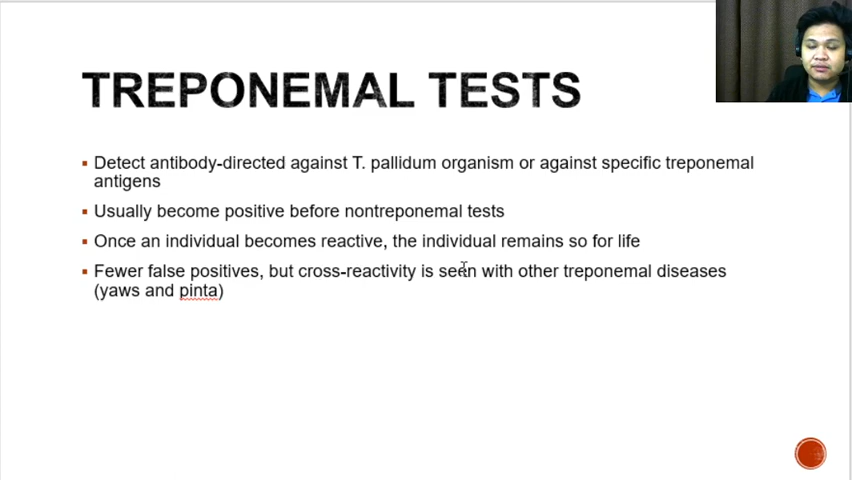 TREPONEMAL TESTS
▪ Detect antibody-directed against T. pallidum organism or against specific treponemal
antigens
▪ Usually become positive before nontreponemal tests
▪ Once an individual becomes reactive, the individual remains so for life
▪ Fewer false positives, but cross-reactivity is seen with other treponemal diseases
(yaws and pinta)